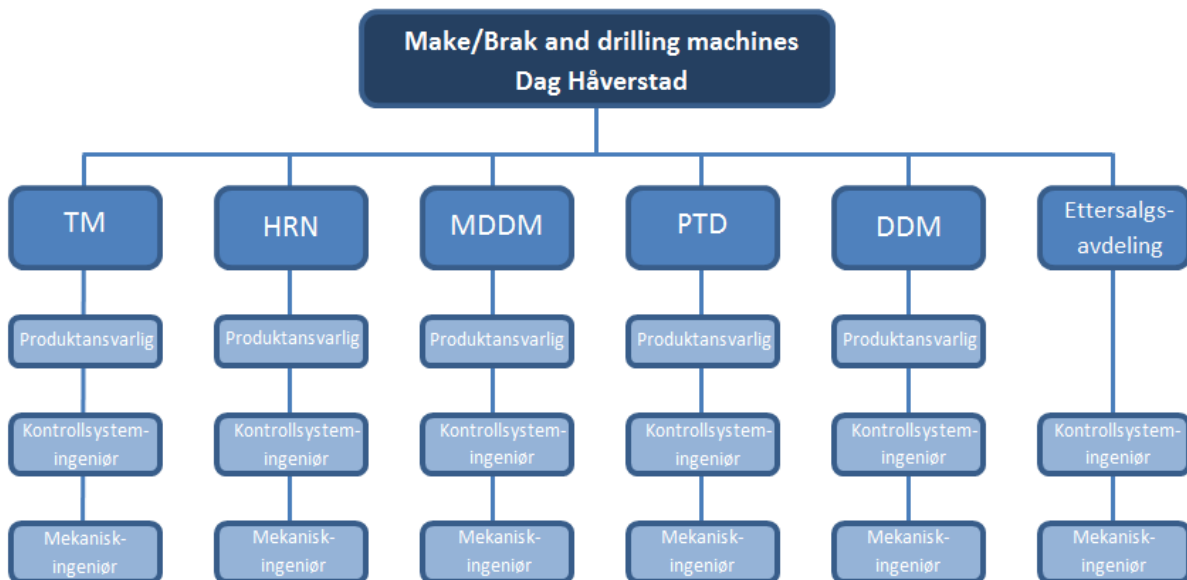 Make/Brak and drilling machines
Dag Håverstad
TM
HRN
MDDM
PTD
DDM
Ettersalgs-
avdeling
Produktansvarlig
Produktansvarlig
Produktansvarlig
Produktansvarlig
Produktansvarlig
Kontrollsystem-
ingeniør
Kontrollsystem-
ingeniør
Kontrollsystem-
ingeniør
Kontrollsystem-
ingeniør
Kontrollsystem-
ingeniør
Kontrollsystem-
ingeniør
Mekanisk-
ingeniør
Mekanisk-
ingeniør
Mekanisk-
ingeniør
Mekanisk-
ingeniør
Mekanisk-
ingeniør
Mekanisk-
ingeniør